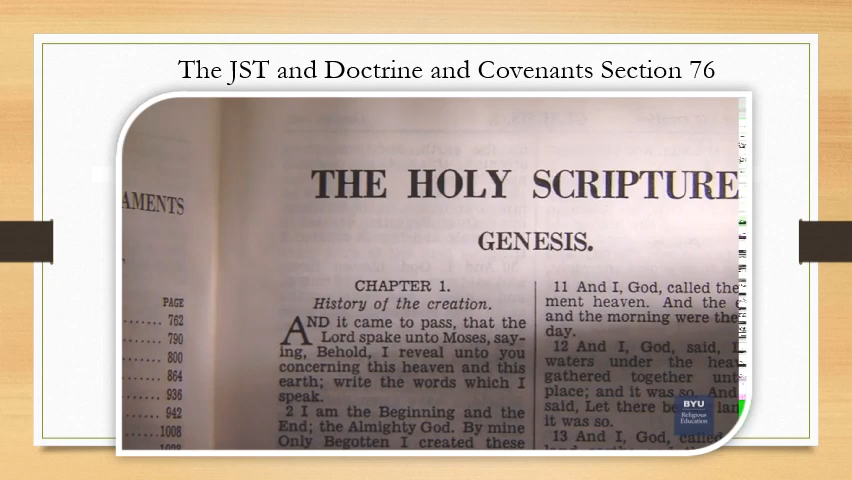 The JST and Doctrine and Covenants Section 76
AMENTS
PAGE
........ 762
........ 790
........ 800
........ 864
........ 936
........ 942
........ 1008
THE HOLY SCRIPTURE
GENESIS.
CHAPTER 1.
History of the creation.
AND it came to pass, that the
Lord spake unto Moses, say-
ing, Behold, I reveal unto you
concerning this heaven and this
earth; write the words which I
speak.
2 I am the Beginning and the
End; the Almighty God. By mine
Only Begotten I created these
11 And I, God, called the
ment heaven. And the
and the morning were the
day.
12 And I, God, said,
waters under the
gathered together
place; and it was so. And
said, Let there
it was so.
13 And I, God, called
BYU
Religious
Education